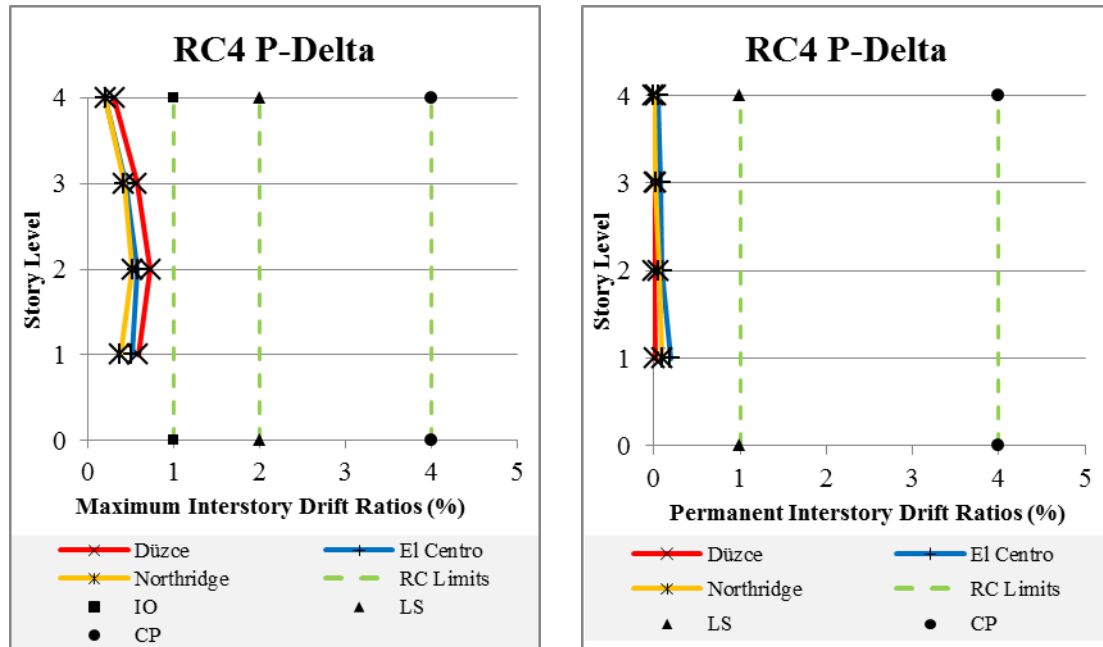 RC4 P-Delta
4
3
2
1
0
Story Level
0 1 2 3 4 5
Maximum Interstory Drift Ratios (%)
Düzce El Centro
Northridge RC Limits
IO LS
CP
RC4 P-Delta
4
3
2
1
0
Story Level
0 1 2 3 4 5
Permanent Interstory Drift Ratios (%)
Düzce El Centro
Northridge RC Limits
LS CP